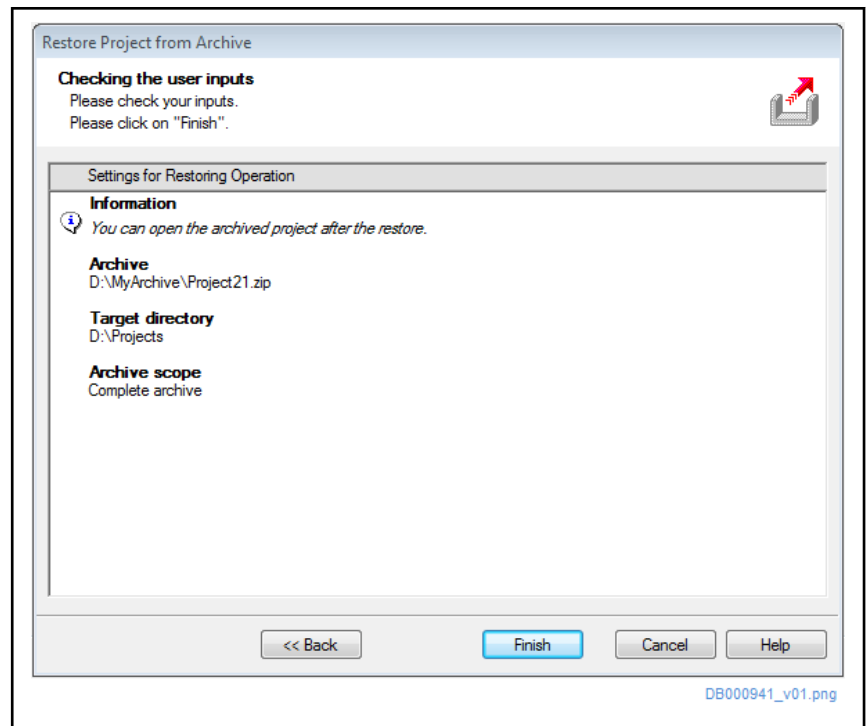 Restore Project from Archive
Checking the user inputs
Please check your inputs.
Please click on "Finish".
Settings for Restoring Operation
Information
You can open the archived project after the restore.
Archive
D:\MyArchive\Project21.zip
Target directory
D:\Projects
Archive scope
Complete archive
<< Back
Finish
Cancel
Help
DB000941_v01.png